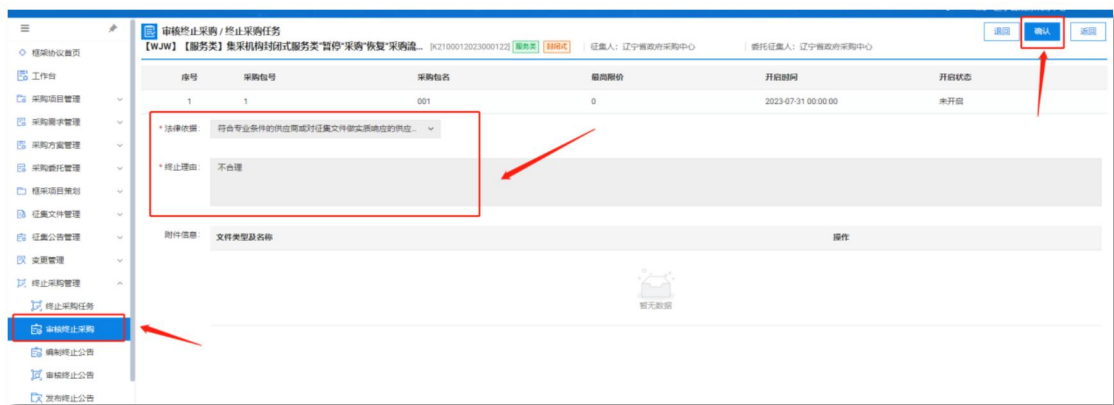 审核终止采购 / 终止采购任务
【WJW】【服务类】集采机构封闭式服务类"暂停"采购"恢复"采购流... [K2100012023000122] 服务类 封闭式 征集人：辽宁省政府采购中心 委托征集人：辽宁省政府采购中心
退回 确认 返回
框架协议首页
工作台
采购项目管理
采购需求管理
采购方案管理
采购委托管理
框采项目策划
征集文件管理
征集公告管理
变更管理
终止采购管理
终止采购任务
审核终止采购
编制终止公告
审核终止公告
发布终止公告
序号 采购包号 采购包名 最高限价 开启时间 开启状态
1 1 001 0 2023-07-31 00:00:00 未开启
* 法律依据: 符合专业条件的供应商或对征集文件做实质响应的供应...
* 终止理由: 不合理
附件信息: 文件类型及名称 操作
暂无数据